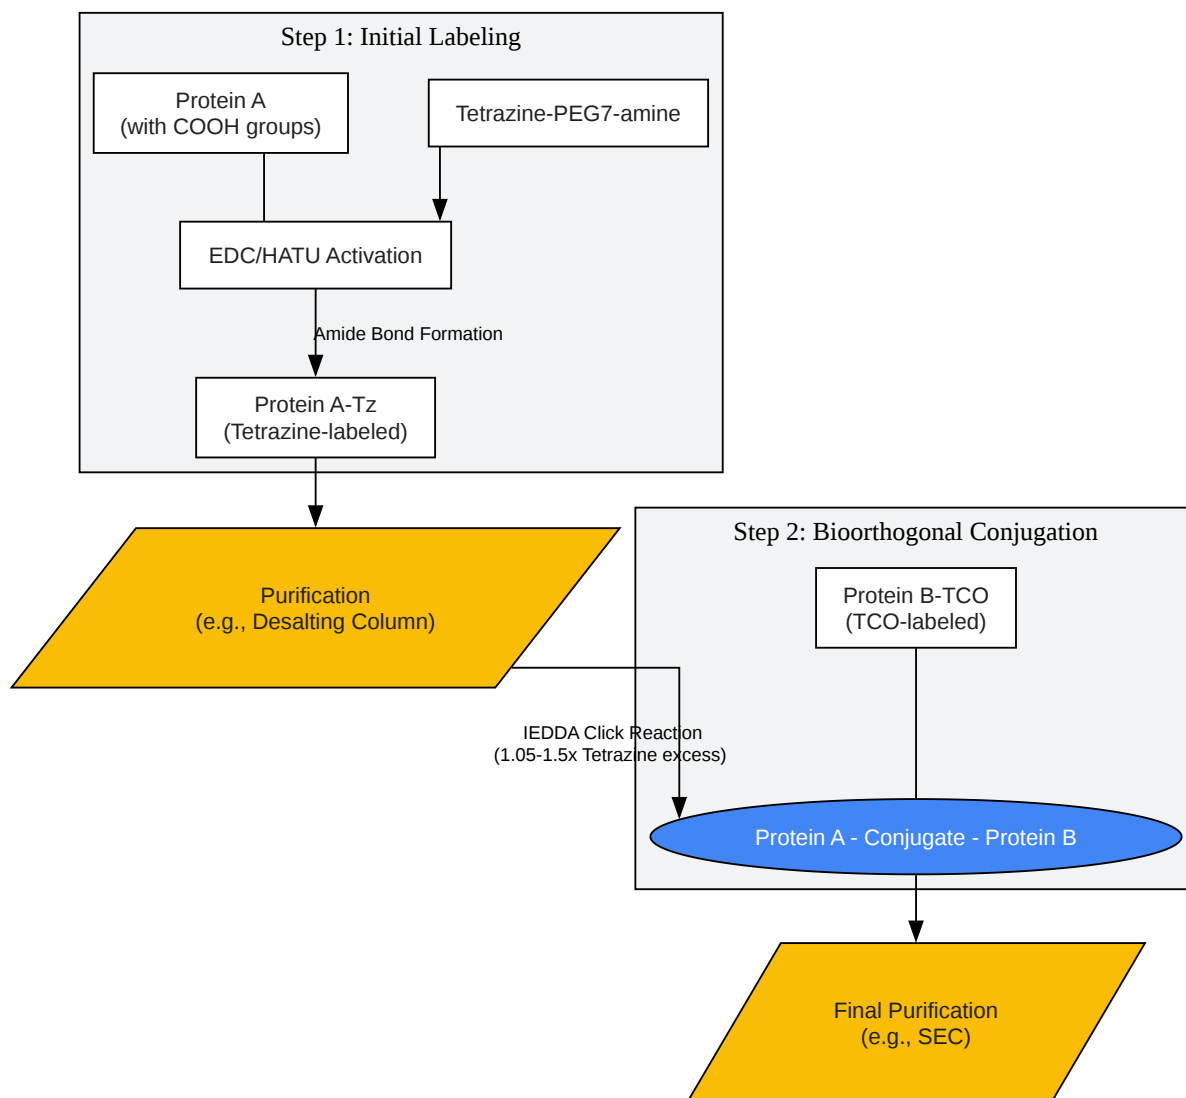 Step 1: Initial Labeling
Protein A
(with COOH groups)
Tetrazine-PEG7-amine
EDC/HATU Activation
Amide Bond Formation
Protein A-Tz
(Tetrazine-labeled)
Purification
(e.g., Desalting Column)
Step 2: Bioorthogonal Conjugation
Protein B-TCO
(TCO-labeled)
IEDDA Click Reaction
(1.05-1.5x Tetrazine excess)
Protein A - Conjugate - Protein B
Final Purification
(e.g., SEC)